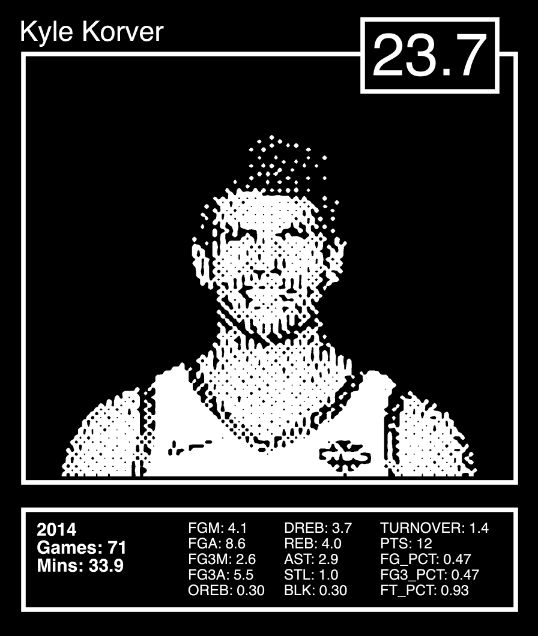 Kyle Korver
23.7
2014
Games: 71
Mins: 33.9
FGM: 4.1
FGA: 8.6
FG3M: 2.6
FG3A: 5.5
OREB: 0.30
DREB: 3.7
REB: 4.0
AST: 2.9
STL: 1.0
BLK: 0.30
TURNOVER: 1.4
PTS: 12
FG_PCT: 0.47
FG3_PCT: 0.47
FT_PCT: 0.93